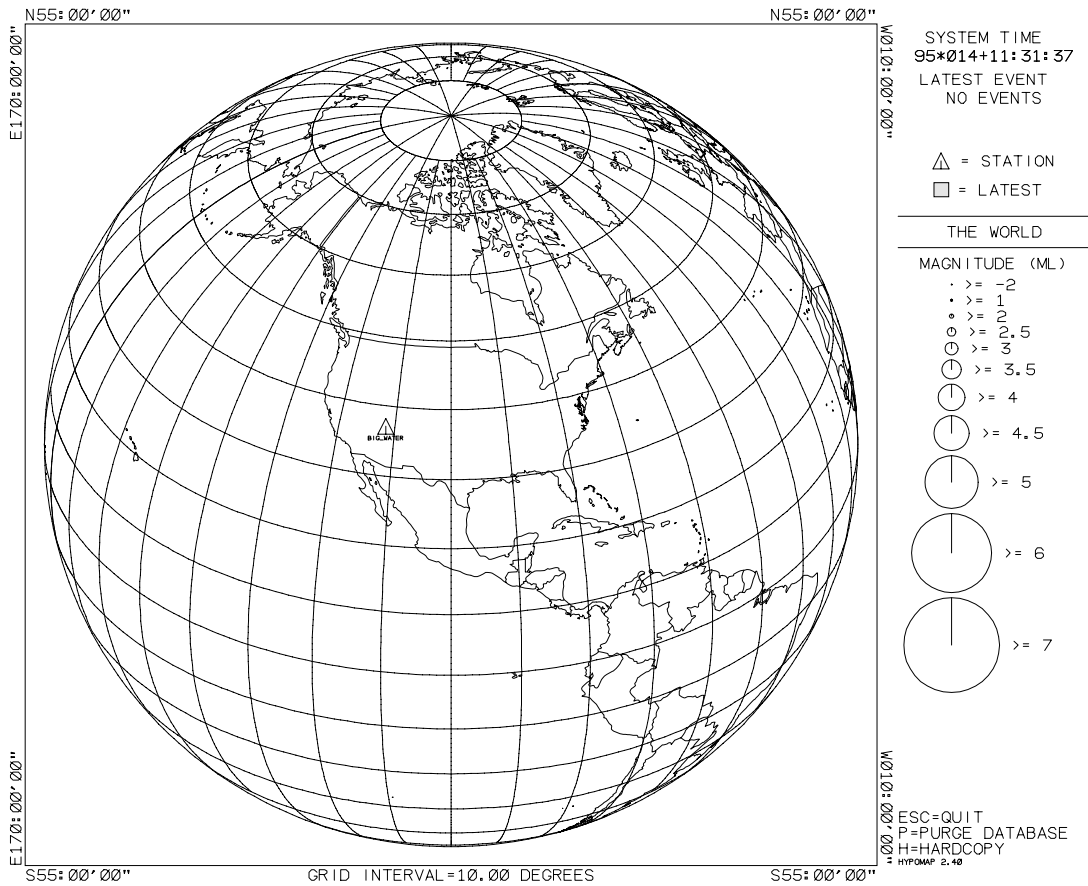 N55:00'00"
N55:00'00"
E170:00'00"
W010:00'00"
SYSTEM TIME
95*014+11:31:37
LATEST EVENT
NO EVENTS
= STATION
= LATEST
THE WORLD
MAGNITUDE (ML)
>= -2
>= 1
>= 2
>= 2.5
>= 3
>= 3.5
>= 4
>= 4.5
>= 5
>= 6
>= 7
BIG_WATER
E170:00'00"
W010:00'00"
ESC=QUIT
P=PURGE DATABASE
H=HARDCOPY
HYPOMAP 2.40
S55:00'00"
GRID INTERVAL=10.00 DEGREES
S55:00'00"